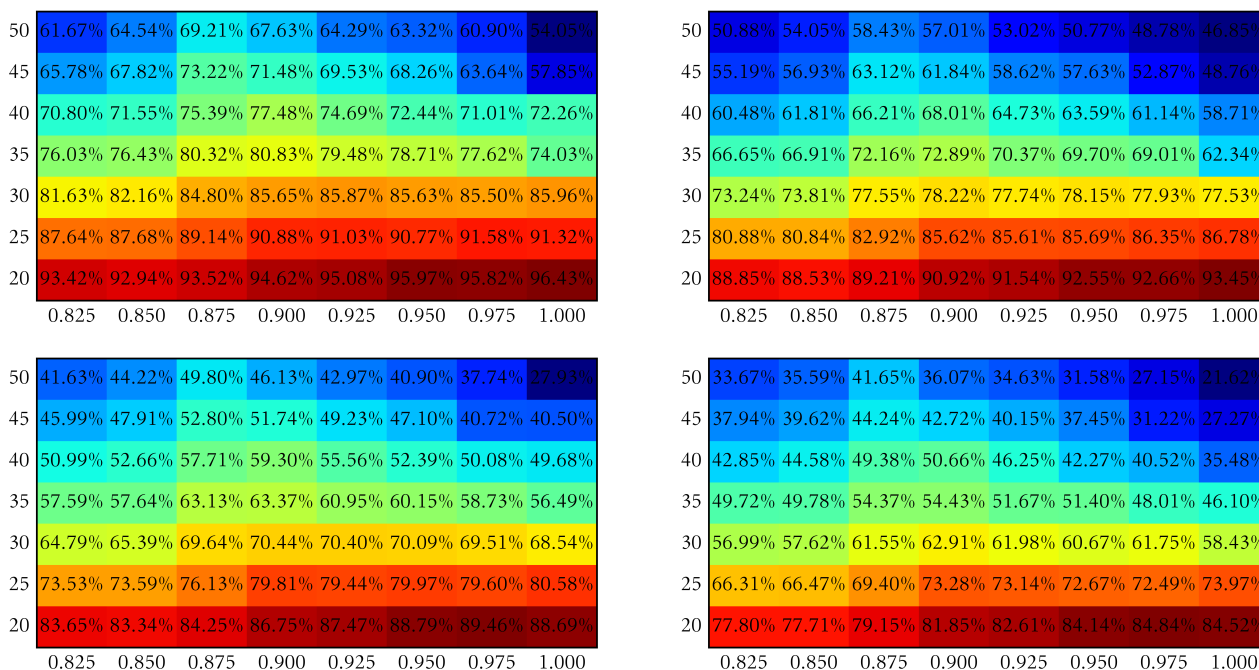 50 61.67% 64.54% 69.21% 67.63% 64.29% 63.32% 60.90% 54.05%
45 65.78% 67.82% 73.22% 71.48% 69.53% 68.26% 63.64% 57.85%
40 70.80% 71.55% 75.39% 77.48% 74.69% 72.44% 71.01% 72.26%
35 76.03% 76.43% 80.32% 80.83% 79.48% 78.71% 77.62% 74.03%
30 81.63% 82.16% 84.80% 85.65% 85.87% 85.63% 85.50% 85.96%
25 87.64% 87.68% 89.14% 90.88% 91.03% 90.77% 91.58% 91.32%
20 93.42% 92.94% 93.52% 94.62% 95.08% 95.97% 95.82% 96.43%
0.825 0.850 0.875 0.900 0.925 0.950 0.975 1.000
50 50.88% 54.05% 58.43% 57.01% 53.02% 50.77% 48.78% 46.85%
45 55.19% 56.93% 63.12% 61.84% 58.62% 57.63% 52.87% 48.76%
40 60.48% 61.81% 66.21% 68.01% 64.73% 63.59% 61.14% 58.71%
35 66.65% 66.91% 72.16% 72.89% 70.37% 69.70% 69.01% 62.34%
30 73.24% 73.81% 77.55% 78.22% 77.74% 78.15% 77.93% 77.53%
25 80.88% 80.84% 82.92% 85.62% 85.61% 85.69% 86.35% 86.78%
20 88.85% 88.53% 89.21% 90.92% 91.54% 92.55% 92.66% 93.45%
0.825 0.850 0.875 0.900 0.925 0.950 0.975 1.000
50 41.63% 44.22% 49.80% 46.13% 42.97% 40.90% 37.74% 27.93%
45 45.99% 47.91% 52.80% 51.74% 49.23% 47.10% 40.72% 40.50%
40 50.99% 52.66% 57.71% 59.30% 55.56% 52.39% 50.08% 49.68%
35 57.59% 57.64% 63.13% 63.37% 60.95% 60.15% 58.73% 56.49%
30 64.79% 65.39% 69.64% 70.44% 70.40% 70.09% 69.51% 68.54%
25 73.53% 73.59% 76.13% 79.81% 79.44% 79.97% 79.60% 80.58%
20 83.65% 83.34% 84.25% 86.75% 87.47% 88.79% 89.46% 88.69%
0.825 0.850 0.875 0.900 0.925 0.950 0.975 1.000
50 33.67% 35.59% 41.65% 36.07% 34.63% 31.58% 27.15% 21.62%
45 37.94% 39.62% 44.24% 42.72% 40.15% 37.45% 31.22% 27.27%
40 42.85% 44.58% 49.38% 50.66% 46.25% 42.27% 40.52% 35.48%
35 49.72% 49.78% 54.37% 54.43% 51.67% 51.40% 48.01% 46.10%
30 56.99% 57.62% 61.55% 62.91% 61.98% 60.67% 61.75% 58.43%
25 66.31% 66.47% 69.40% 73.28% 73.14% 72.67% 72.49% 73.97%
20 77.80% 77.71% 79.15% 81.85% 82.61% 84.14% 84.84% 84.52%
0.825 0.850 0.875 0.900 0.925 0.950 0.975 1.000